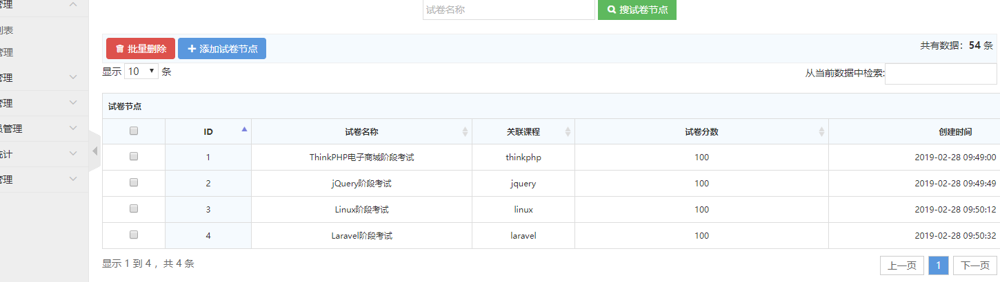 管理
试卷名称
搜试卷节点
列表
管理
批量删除
添加试卷节点
共有数据：54 条
显示 10 条
从当前数据中检索:
管理
管理
试卷节点
员管理
ID 试卷名称 关联课程 试卷分数 创建时间
统计
1 ThinkPHP电子商城阶段考试 thinkphp 100 2019-02-28 09:49:00
管理
2 jQuery阶段考试 jquery 100 2019-02-28 09:49:49
3 Linux阶段考试 linux 100 2019-02-28 09:50:12
4 Laravel阶段考试 laravel 100 2019-02-28 09:50:32
显示 1 到 4 ，共 4 条
上一页 1 下一页